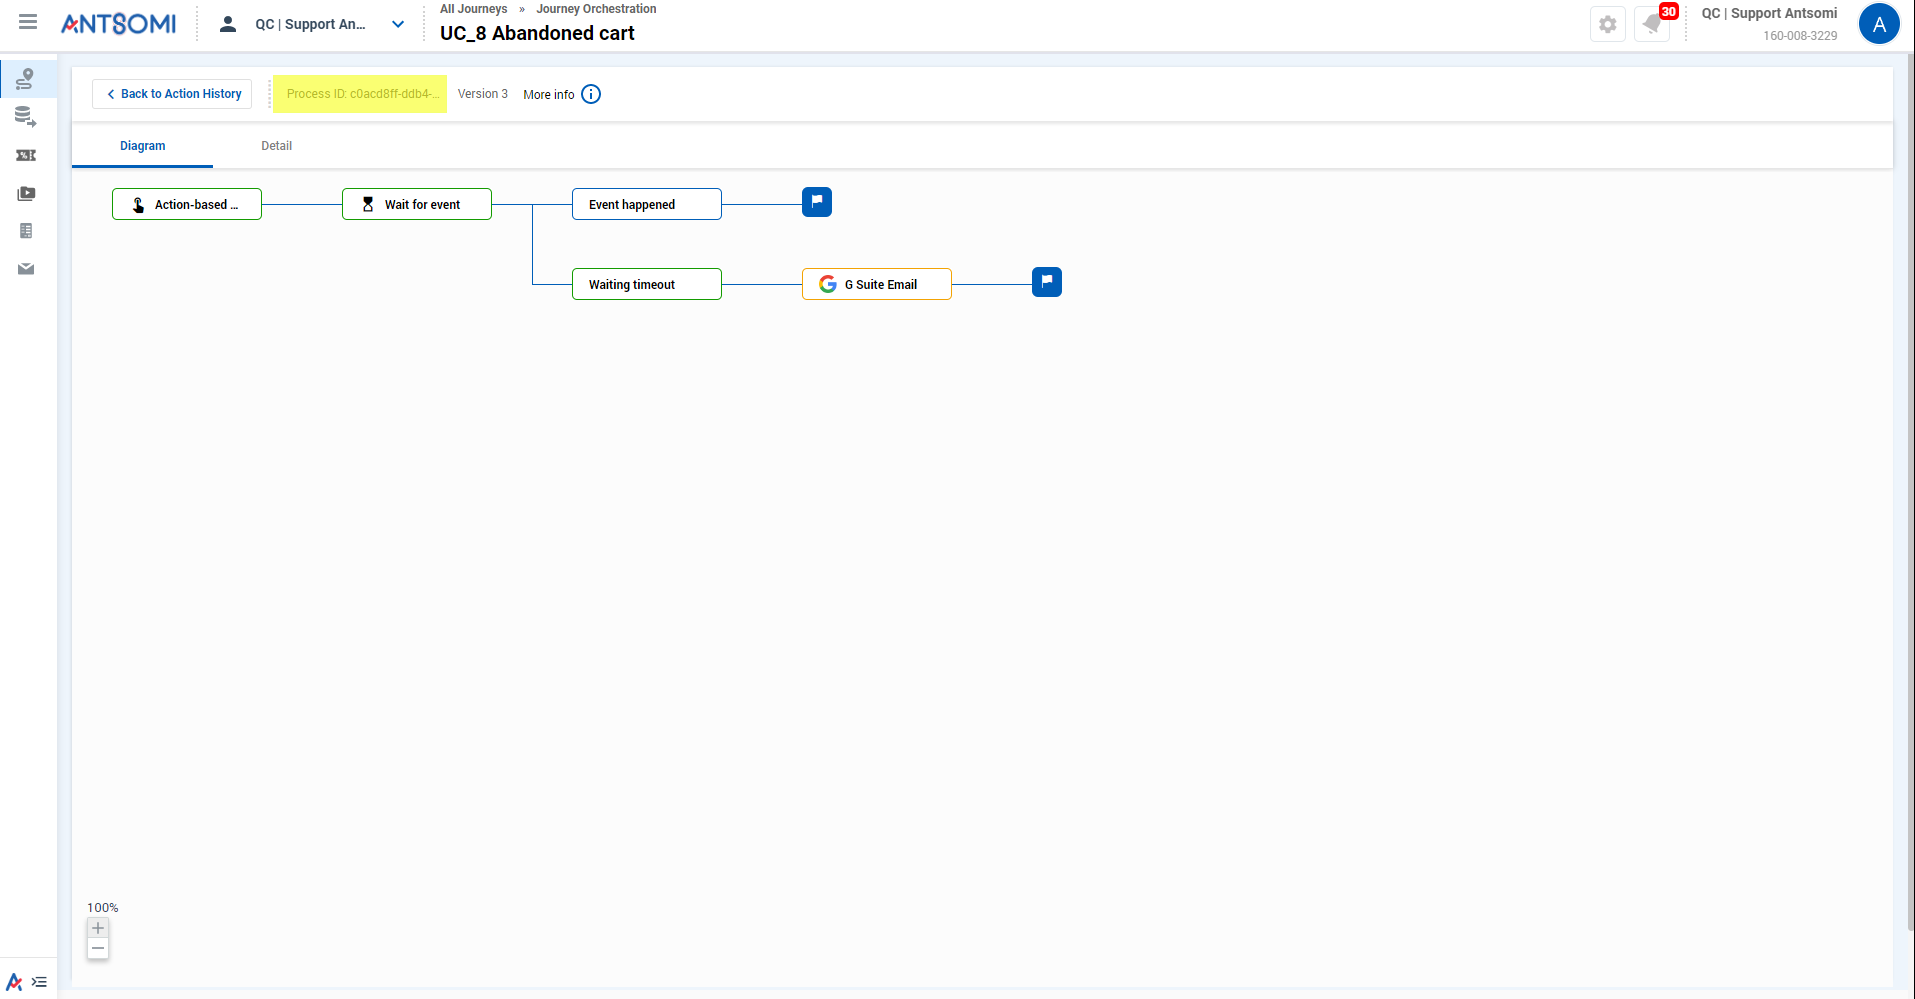 ANTSOMI
QC | Support An...
All Journeys » Journey Orchestration
UC_8 Abandoned cart
30
QC | Support Antsomi
160-008-3229
A
Back to Action History
Process ID: c0acd8ff-ddb4-...
Version 3
More info
Diagram
Detail
Action-based ...
Wait for event
Event happened
Waiting timeout
G Suite Email
100%
+
−